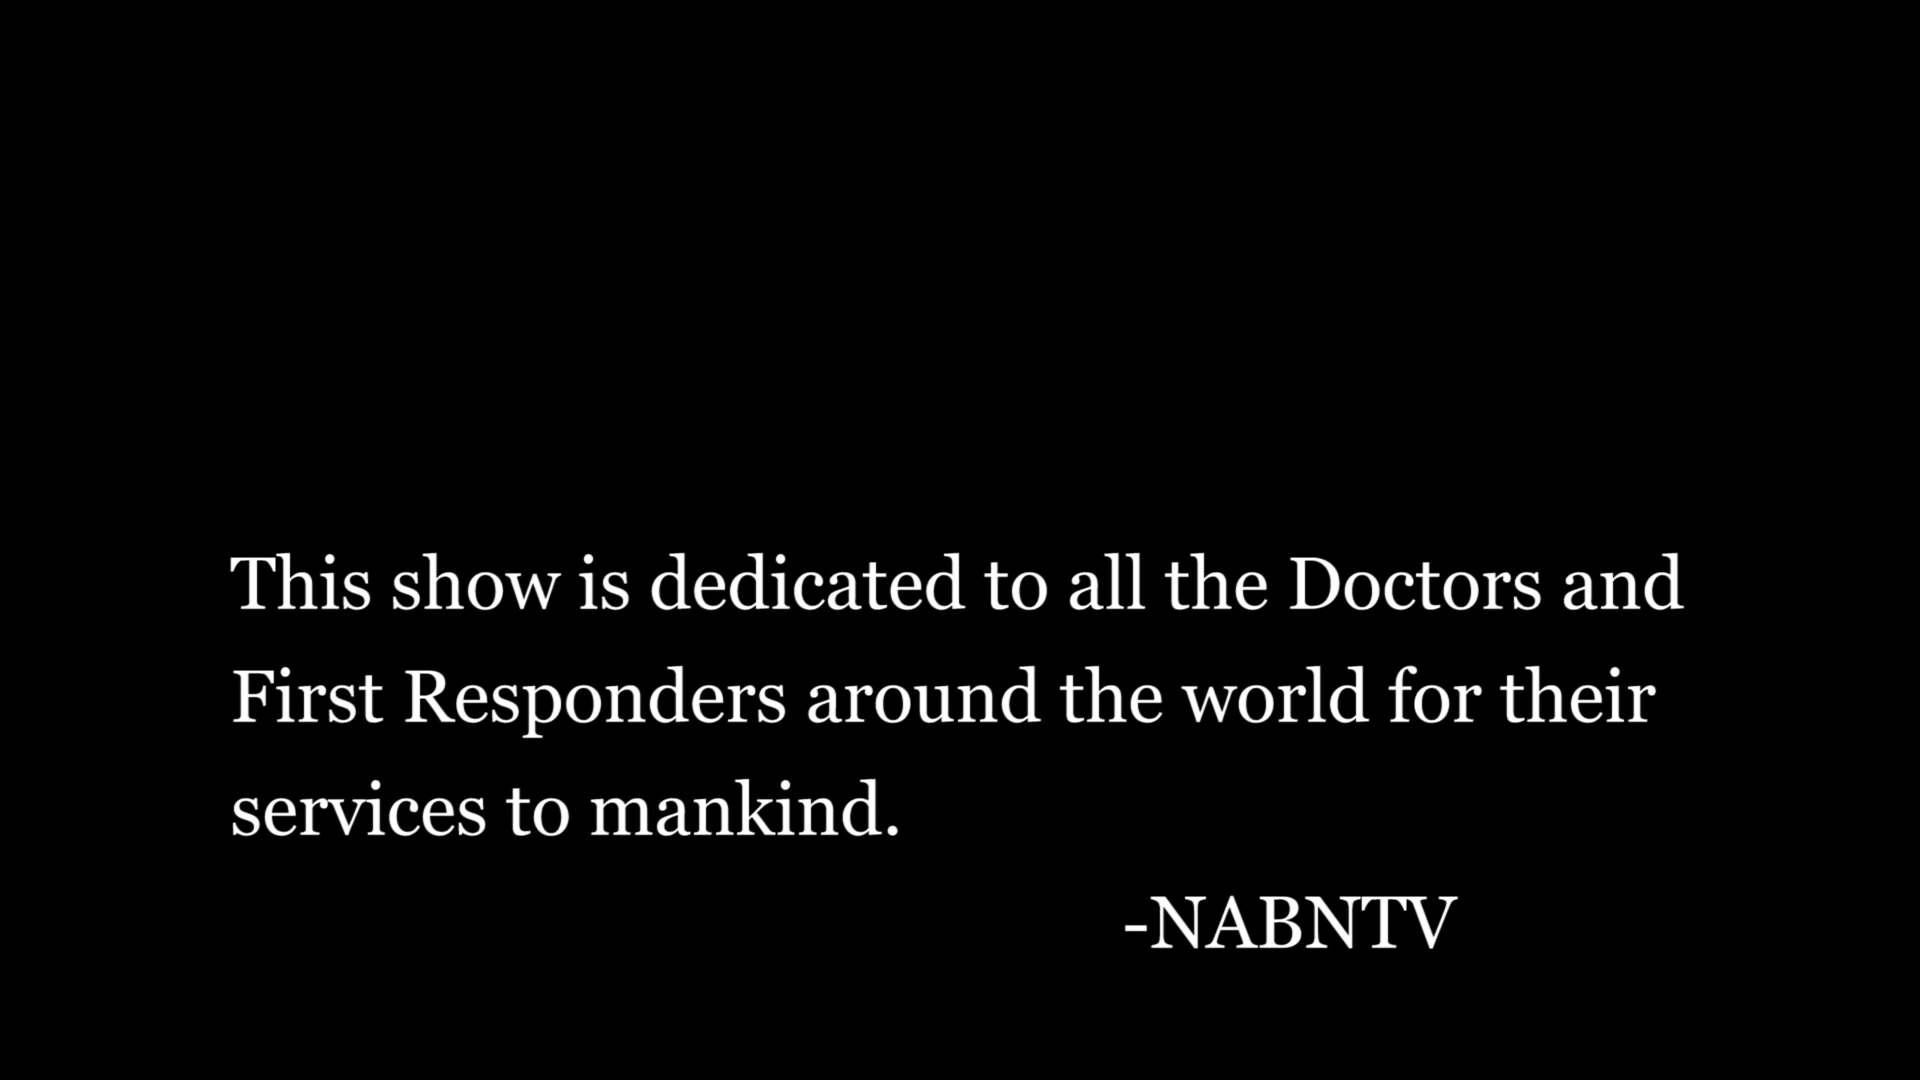 This show is dedicated to all the Doctors and
First Responders around the world for their
services to mankind.
-NABNTV